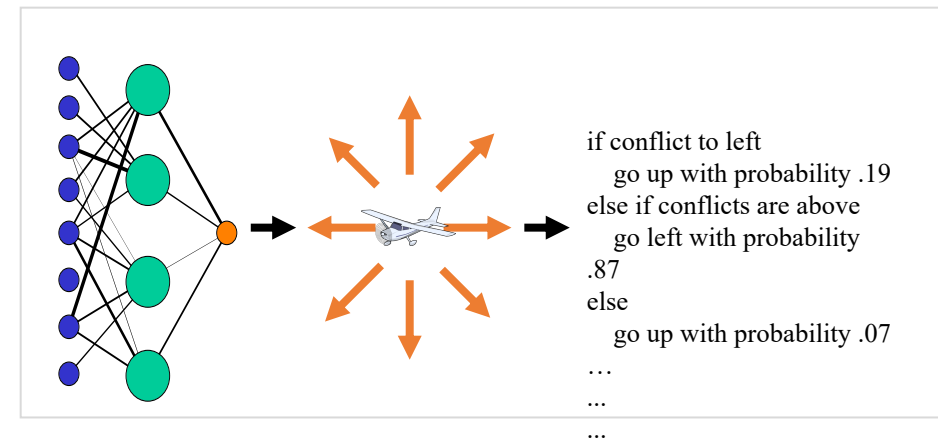 if conflict to left
go up with probability .19
else if conflicts are above
go left with probability
.87
else
go up with probability .07
…
...
...